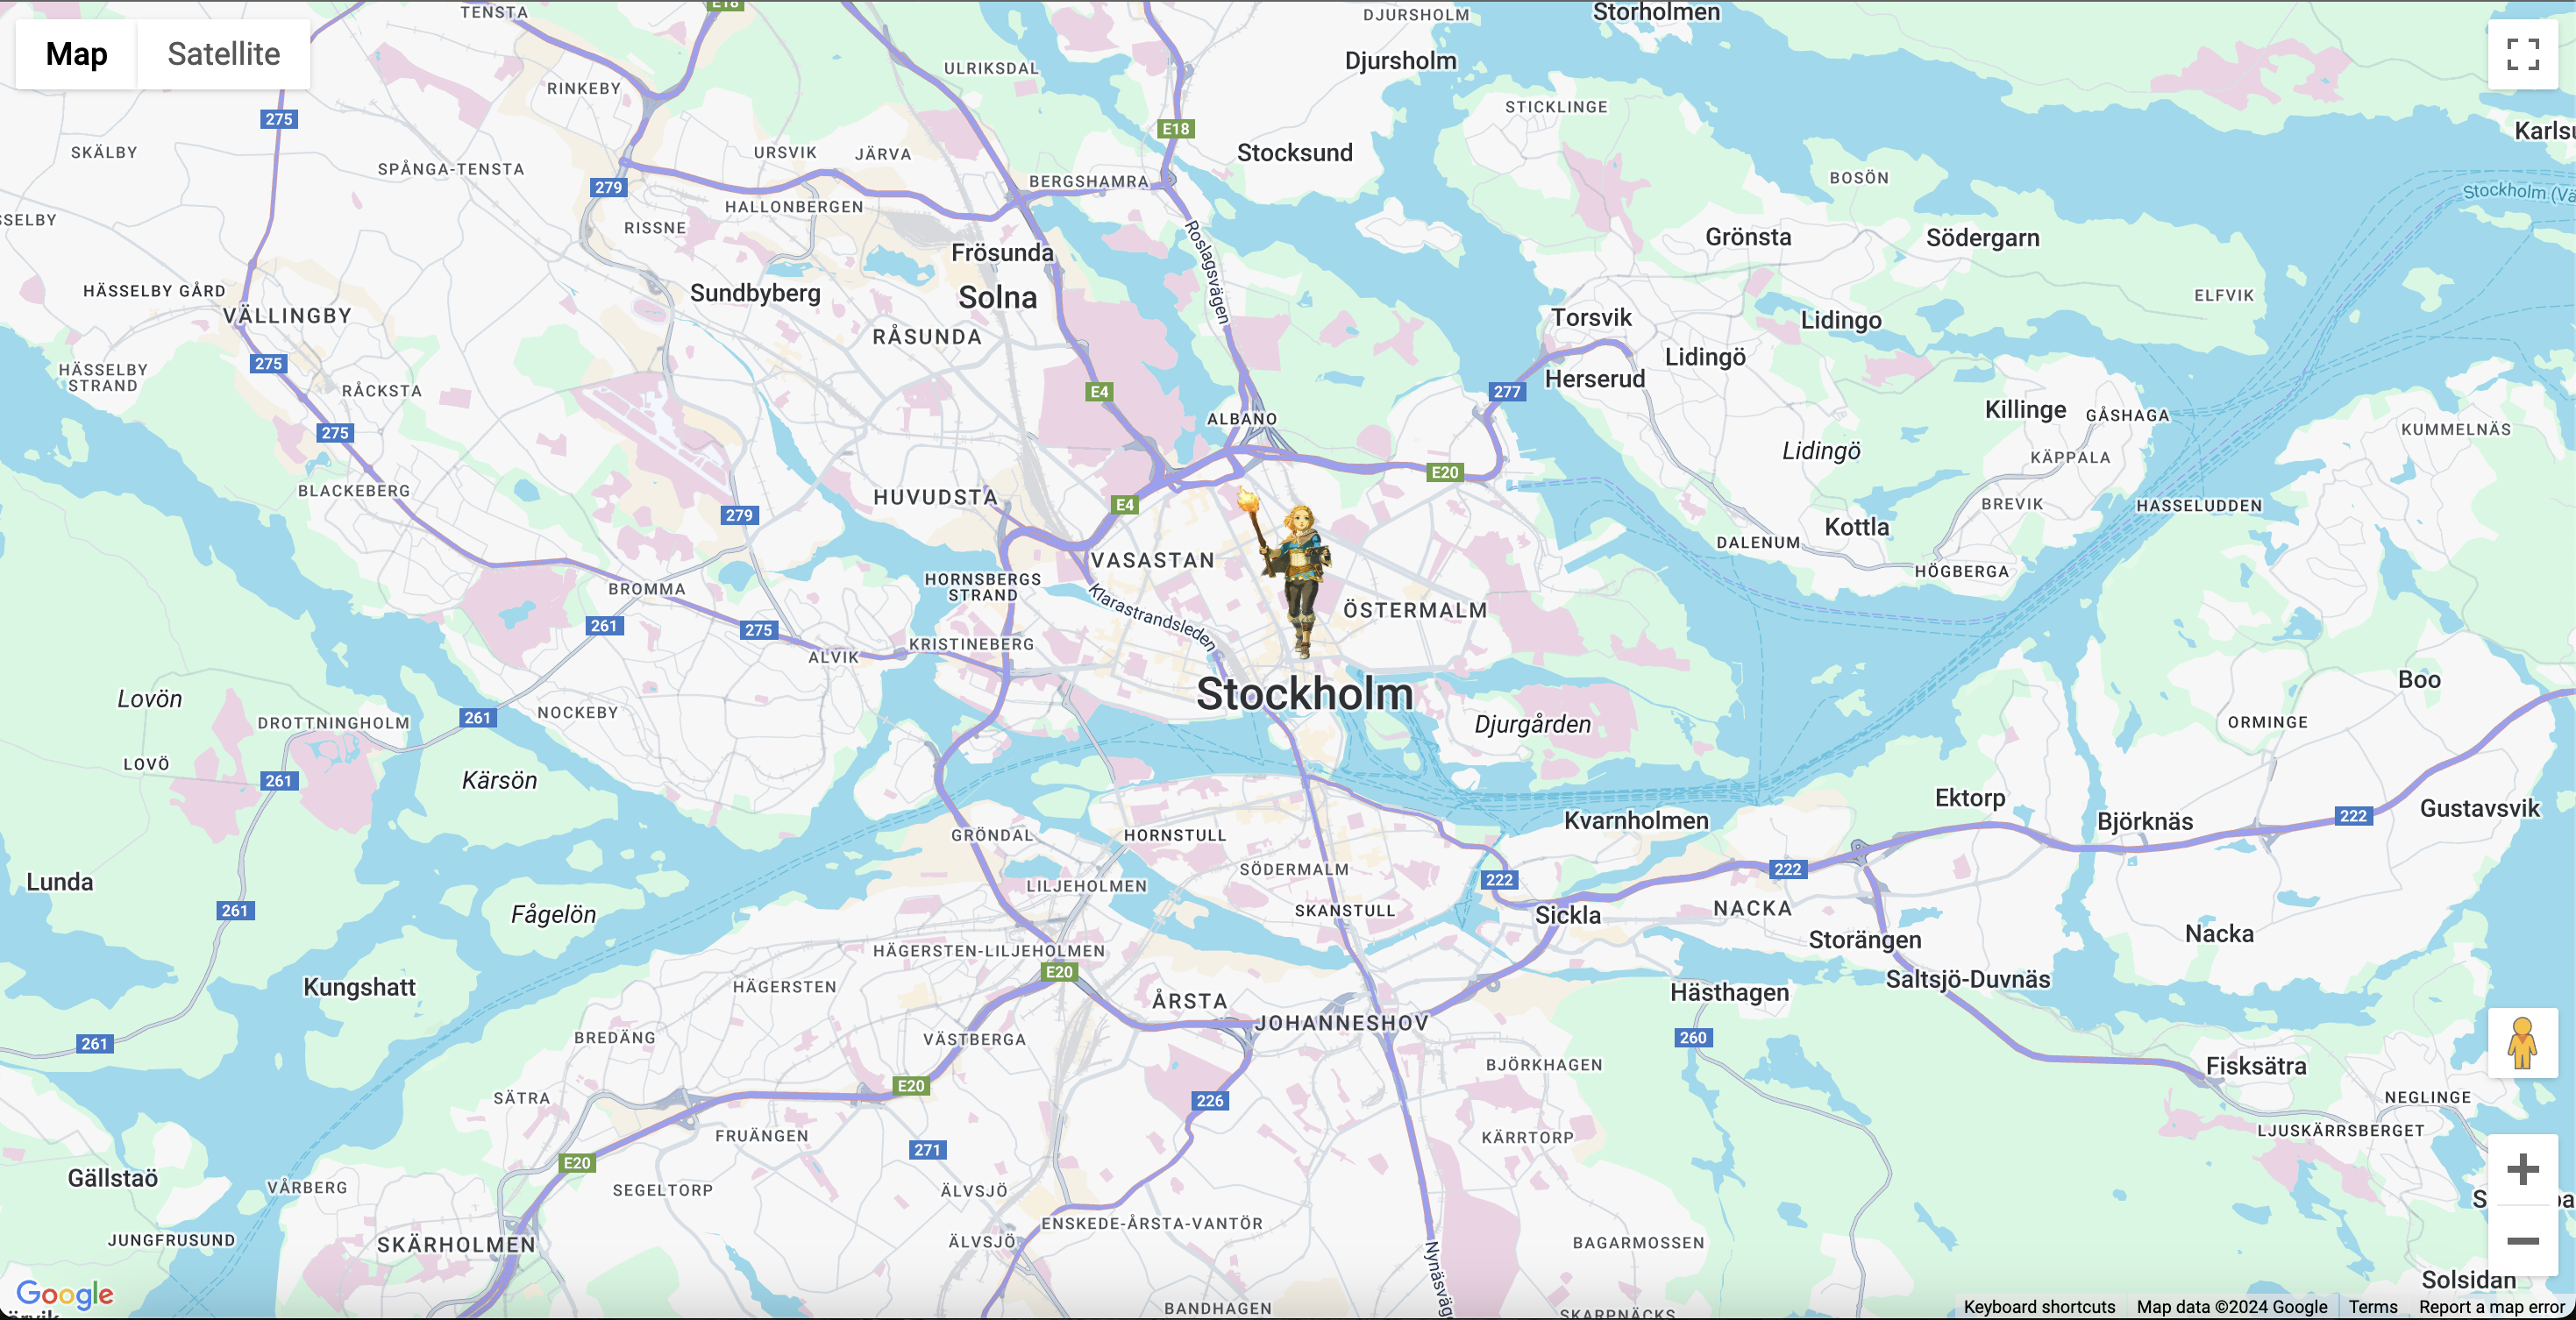 TENSTA
E18
DJURSHOLM
Storholmen
Map
Satellite
Djursholm
ULRIKSDAL
RINKEBY
STICKLINGE
275
E18
SKÄLBY
URSVIK
JÄRVA
Stocksund
SPÅNGA-TENSTA
BERGSHAMRA
BOSÖN
279
HALLONBERGEN
RISSNE
Roslagsvägen
Grönsta
Södergarn
Frösunda
HÄSSELBY GÅRD
Sundbyberg
Solna
ELFVIK
VÄLLINGBY
Torsvik
Lidingo
RÅSUNDA
275
Lidingö
HÄSSELBY
STRAND
RÅCKSTA
E4
277
Herserud
ALBANO
Killinge
GÅSHAGA
275
KUMMELNÄS
Lidingö
KÄPPALA
E20
BLACKEBERG
HUVUDSTA
E4
BREVIK
HASSELUDDEN
279
Kottla
DALENUM
VASASTAN
HÖGBERGA
HORNSBERGS
STRAND
BROMMA
Klarastrandsleden
ÖSTERMALM
261
275
KRISTINEBERG
ALVIK
Boo
Lovön
Stockholm
NOCKEBY
261
DROTTNINGHOLM
Djurgården
ORMINGE
LOVÖ
261
Kärsön
Ektorp
Gustavsvik
Kvarnholmen
Björknäs
222
GRÖNDAL
HORNSTULL
SÖDERMALM
222
222
Lunda
LILJEHOLMEN
261
Fågelön
SKANSTULL
Sickla
NACKA
Nacka
Storängen
HÄGERSTEN-LILJEHOLMEN
E20
Saltsjö-Duvnäs
Kungshatt
HÄGERSTEN
ÅRSTA
Hästhagen
JOHANNESHOV
261
BREDÄNG
VÄSTBERGA
260
BJÖRKHAGEN
Fisksätra
E20
SÄTRA
226
NEGLINGE
FRUÄNGEN
271
KÄRRTORP
LJUSKÄRRSBERGET
E20
Gällstaö
VÅRBERG
SEGELTORP
ÄLVSJÖ
ENSKEDE-ÅRSTA-VANTÖR
JUNGFRUSUND
SKÄRHOLMEN
ÄLVSJÖ
BAGARMOSSEN
Solsidan
Google
BANDHAGEN
SKARPNÄCKS
Keyboard shortcuts
Map data ©2024 Google
Terms
Report a map error